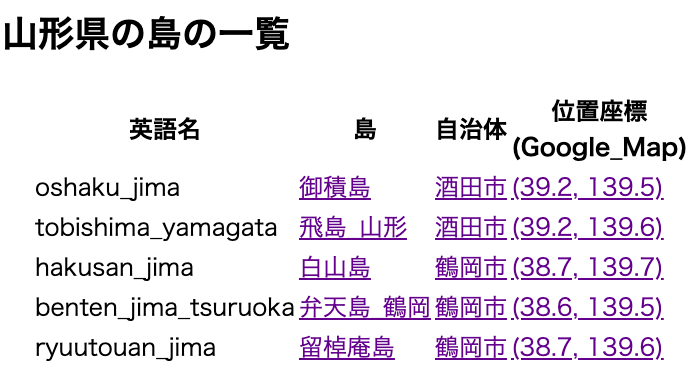 山形県の島の一覧
英語名 島 自治体 位置座標
(Google_Map)
oshaku_jima 御積島 酒田市 (39.2, 139.5)
tobishima_yamagata 飛島_山形 酒田市 (39.2, 139.6)
hakusan_jima 白山島 鶴岡市 (38.7, 139.7)
benten_jima_tsuruoka 弁天島_鶴岡 鶴岡市 (38.6, 139.5)
ryuutouan_jima 留棹庵島 鶴岡市 (38.7, 139.6)